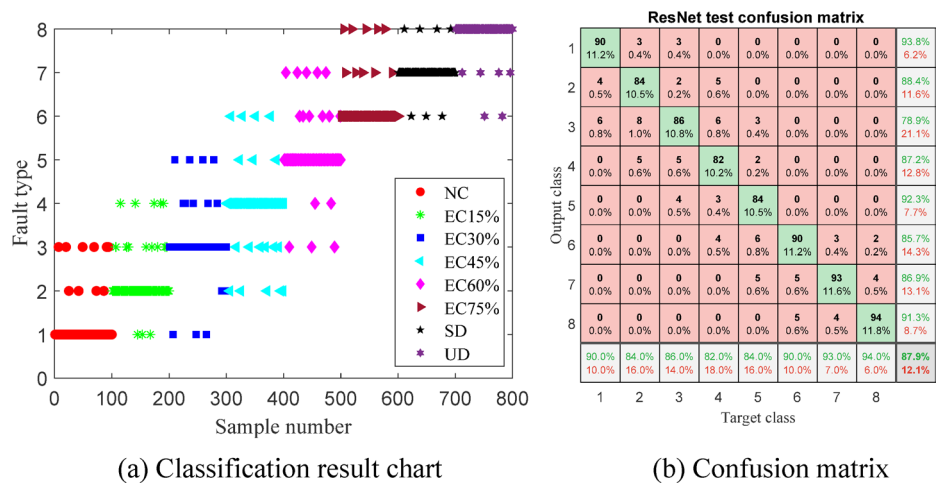 8
7
6
5
4
3
2
1
0
0 100 200 300 400 500 600 700 800
Fault type
Sample number
NC
EC15%
EC30%
EC45%
EC60%
EC75%
SD
UD
(a) Classification result chart
ResNet test confusion matrix
1 90 3 3 0 0 0 0 0 93.8%
11.2% 0.4% 0.4% 0.0% 0.0% 0.0% 0.0% 0.0% 6.2%
2 4 84 2 5 0 0 0 0 88.4%
0.5% 10.5% 0.2% 0.6% 0.0% 0.0% 0.0% 0.0% 11.6%
3 6 8 86 6 3 0 0 0 78.9%
0.8% 1.0% 10.8% 0.8% 0.4% 0.0% 0.0% 0.0% 21.1%
4 0 5 5 82 2 0 0 0 87.2%
0.0% 0.6% 0.6% 10.2% 0.2% 0.0% 0.0% 0.0% 12.8%
5 0 0 4 3 84 0 0 0 92.3%
0.0% 0.0% 0.5% 0.4% 10.5% 0.0% 0.0% 0.0% 7.7%
6 0 0 0 4 6 90 3 2 85.7%
0.0% 0.0% 0.0% 0.5% 0.8% 11.2% 0.4% 0.2% 14.3%
7 0 0 0 0 5 5 93 4 86.9%
0.0% 0.0% 0.0% 0.0% 0.6% 0.6% 11.6% 0.5% 13.1%
8 0 0 0 0 0 5 4 94 91.3%
0.0% 0.0% 0.0% 0.0% 0.0% 0.6% 0.5% 11.8% 8.7%
90.0% 84.0% 86.0% 82.0% 84.0% 90.0% 93.0% 94.0% 87.9%
10.0% 16.0% 14.0% 18.0% 16.0% 10.0% 7.0% 6.0% 12.1%
1 2 3 4 5 6 7 8
Output class
Target class
(b) Confusion matrix